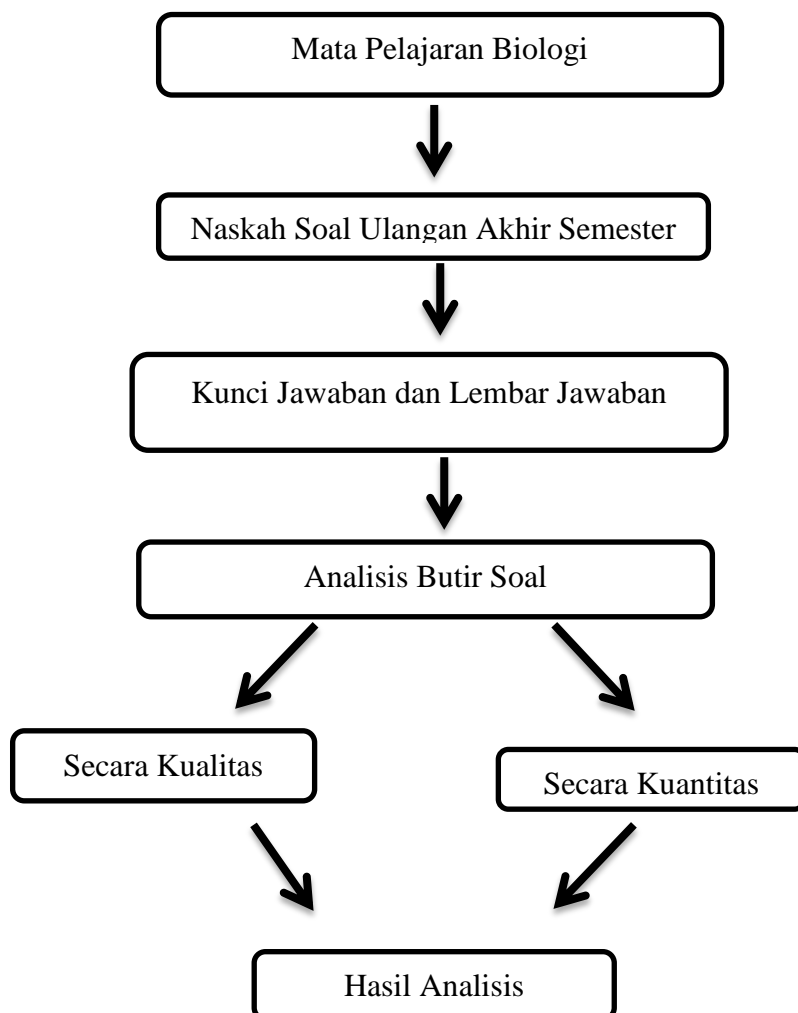 Mata Pelajaran Biologi
Naskah Soal Ulangan Akhir Semester
Kunci Jawaban dan Lembar Jawaban
Analisis Butir Soal
Secara Kualitas
Secara Kuantitas
Hasil Analisis